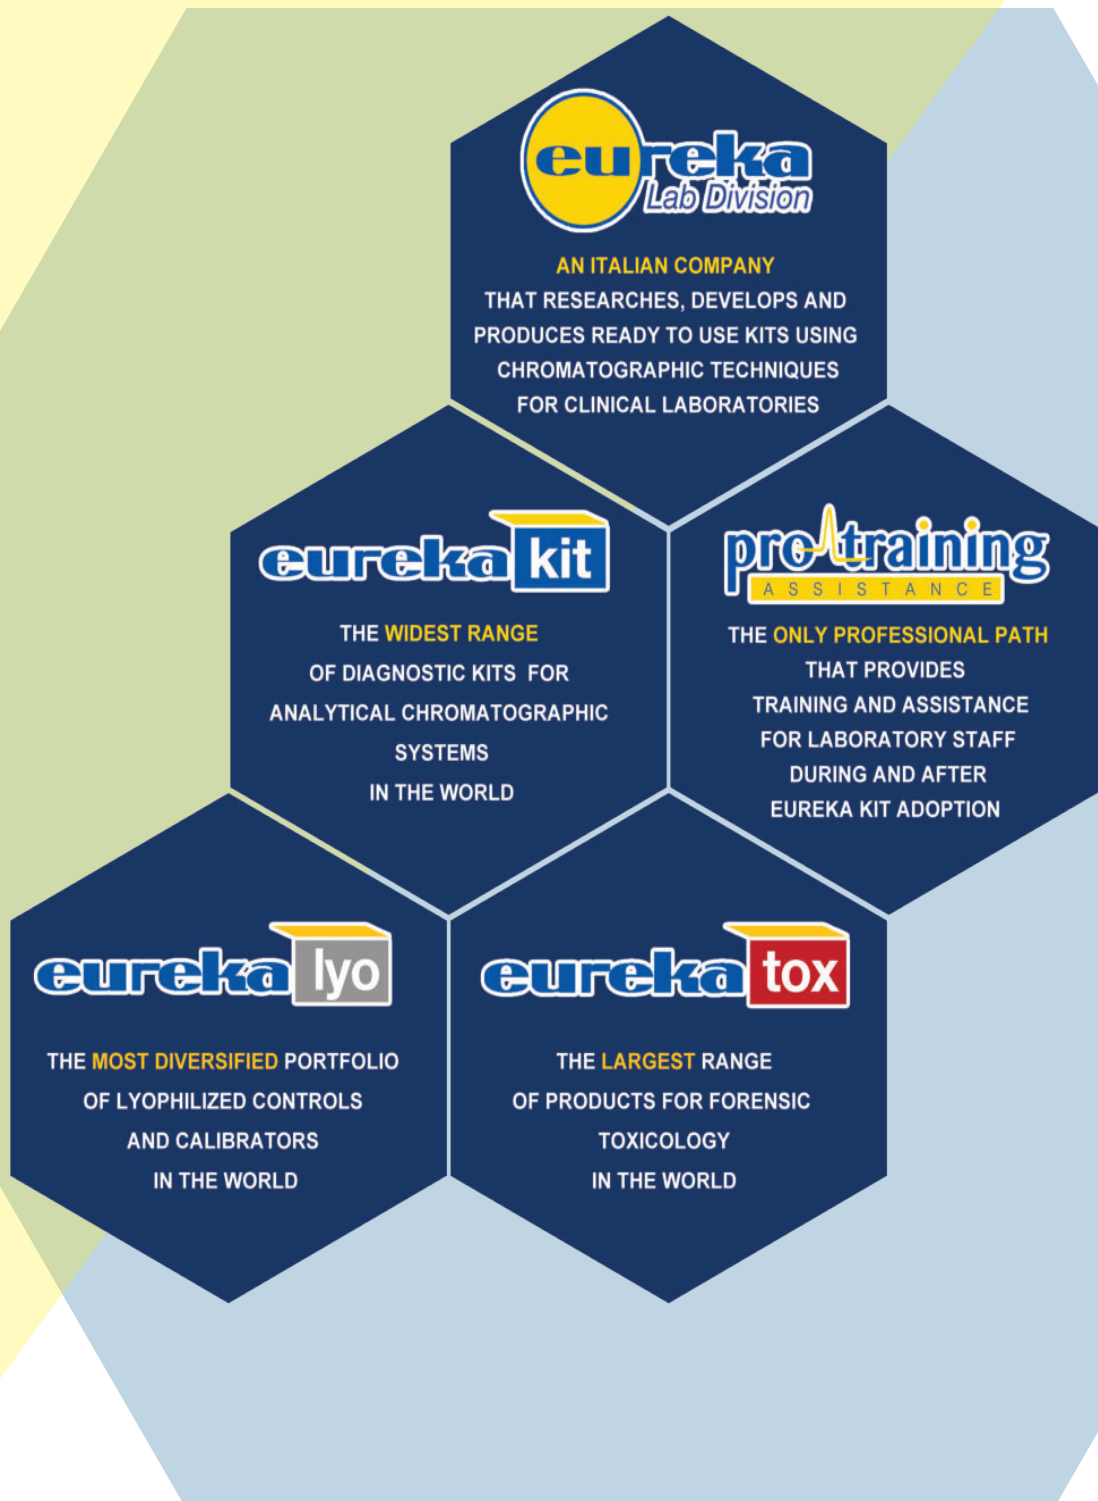 eureka
Lab Division
AN ITALIAN COMPANY
THAT RESEARCHES, DEVELOPS AND
PRODUCES READY TO USE KITS USING
CHROMATOGRAPHIC TECHNIQUES
FOR CLINICAL LABORATORIES
eureka kit
THE WIDEST RANGE
OF DIAGNOSTIC KITS FOR
ANALYTICAL CHROMATOGRAPHIC
SYSTEMS
IN THE WORLD
pro training
ASSISTANCE
THE ONLY PROFESSIONAL PATH
THAT PROVIDES
TRAINING AND ASSISTANCE
FOR LABORATORY STAFF
DURING AND AFTER
EUREKA KIT ADOPTION
eureka lyo
THE MOST DIVERSIFIED PORTFOLIO
OF LYOPHILIZED CONTROLS
AND CALIBRATORS
IN THE WORLD
eureka tox
THE LARGEST RANGE
OF PRODUCTS FOR FORENSIC
TOXICOLOGY
IN THE WORLD